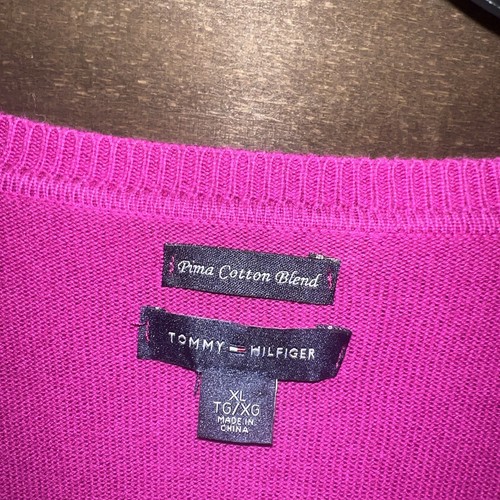 Pima Cotton Blend
TOMMY HILFIGER
XL
TG/XG
MADE IN
CHINA